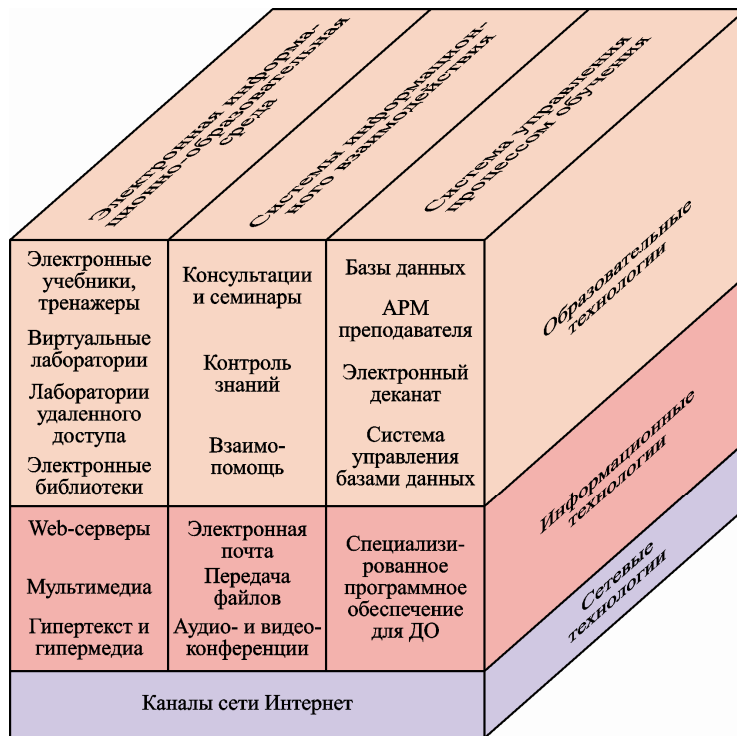 Электронная информа-
ционно-образовательная
среда
Системы информацион-
ного взаимодействия
Система управления
процессом обучения
Электронные
учебники,
тренажеры
Виртуальные
лаборатории
Лаборатории
удаленного
доступа
Электронные
библиотеки
Консультации
и семинары
Контроль
знаний
Взаимо-
помощь
Базы данных
АРМ
преподавателя
Электронный
деканат
Система
управления
базами данных
Образовательные
технологии
Web-серверы
Мультимедиа
Гипертекст и
гипермедиа
Электронная
почта
Передача
файлов
Аудио- и видео-
конференции
Специализи-
рованное
программное
обеспечение
для ДО
Информационные
технологии
Каналы сети Интернет
Сетевые
технологии